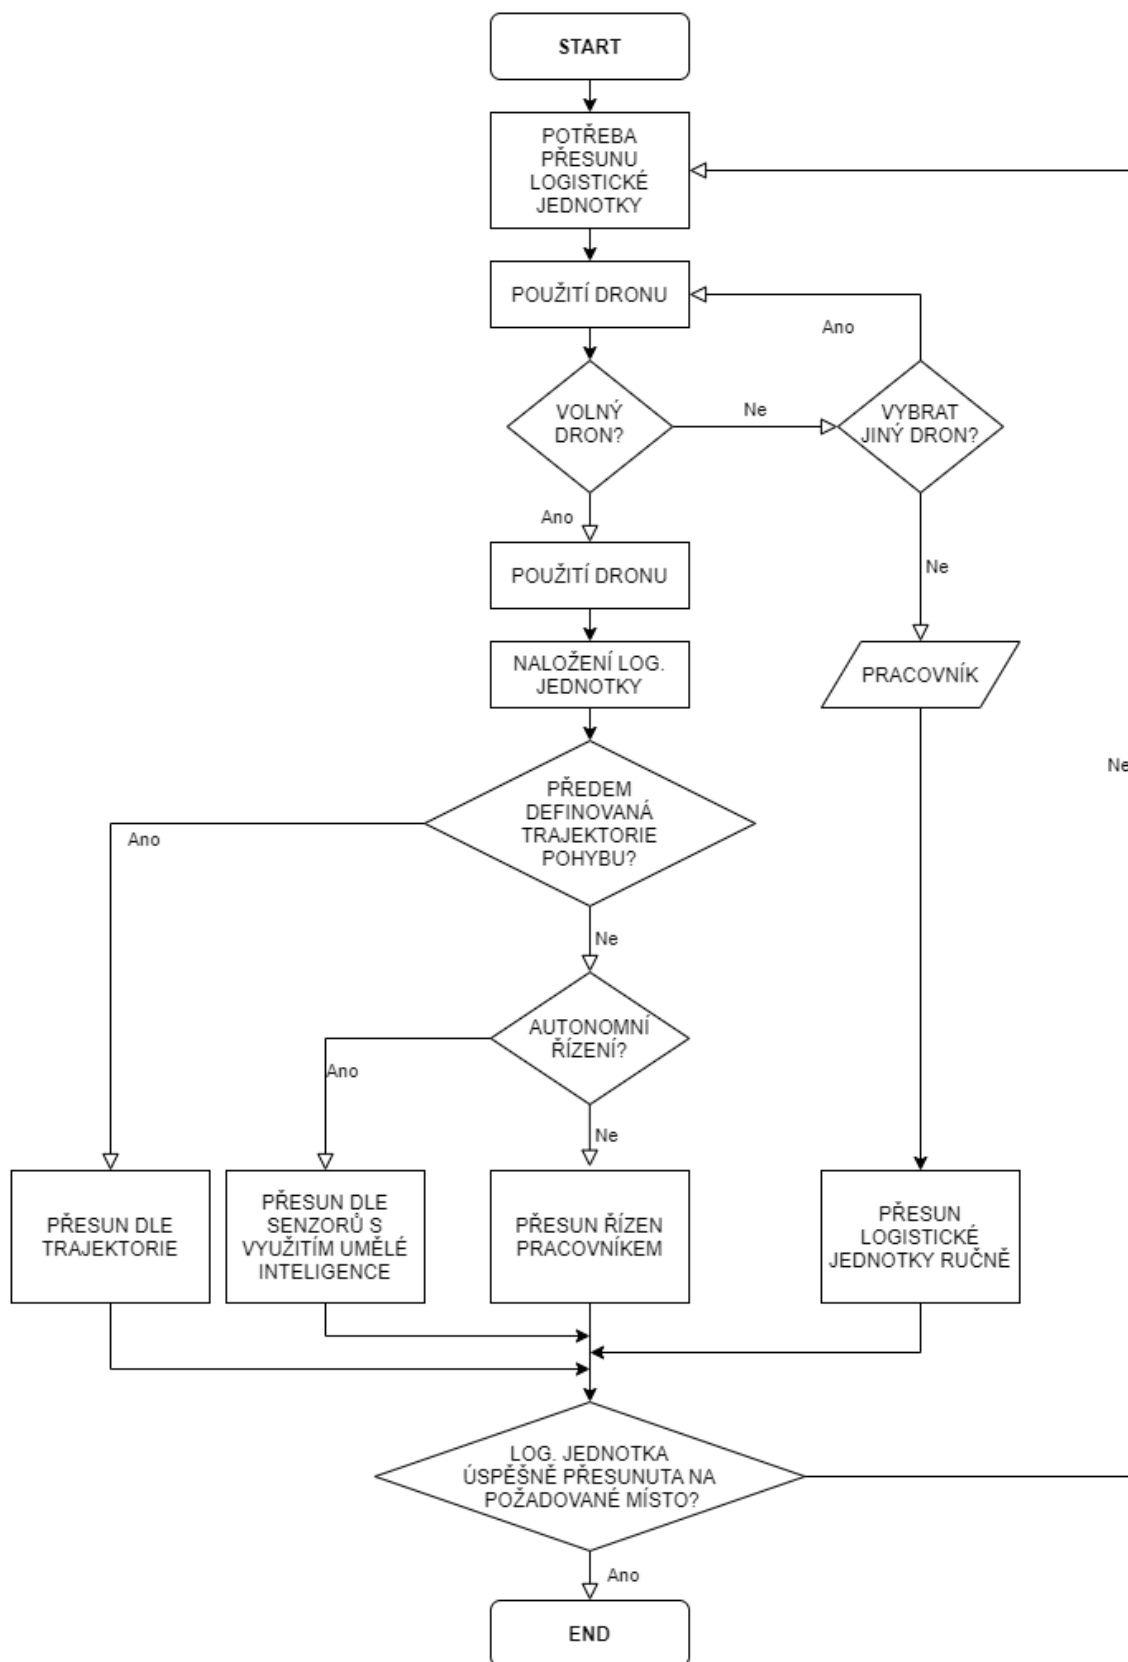 START
POTŘEBA
PŘESUNU
LOGISTICKÉ
JEDNOTKY
POUŽITÍ DRONU
Ano
VOLNÝ
DRON?
Ne
VYBRAT
JINÝ DRON?
Ano
POUŽITÍ DRONU
Ne
NALOŽENÍ LOG.
JEDNOTKY
PRACOVNÍK
Ne
PŘEDEM
DEFINOVANÁ
TRAJEKTORIE
POHYBU?
Ano
Ne
AUTONOMNÍ
ŘÍZENÍ?
Ano
Ne
PŘESUN DLE
TRAJEKTORIE
PŘESUN DLE
SENZORŮ S
VYUŽITÍM UMĚLÉ
INTELIGENCE
PŘESUN ŘÍZEN
PRACOVNÍKEM
PŘESUN
LOGISTICKÉ
JEDNOTKY RUČNĚ
LOG. JEDNOTKA
ÚSPĚŠNĚ PŘESUNUTA NA
POŽADOVANÉ MÍSTO?
Ano
END